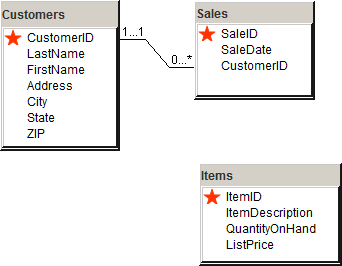 Customers
CustomerID
LastName
FirstName
Address
City
State
ZIP
1...1
0...*
Sales
SaleID
SaleDate
CustomerID
Items
ItemID
ItemDescription
QuantityOnHand
ListPrice